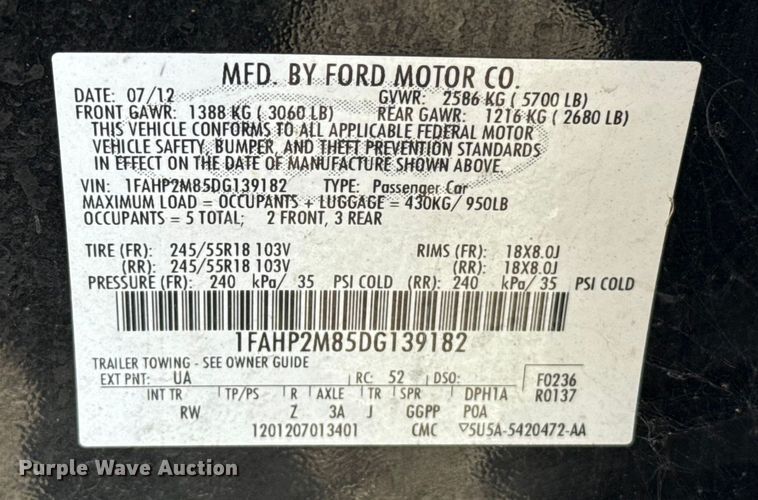 MFD. BY FORD MOTOR CO.
DATE: 07/12 GVWR: 2586 KG ( 5700 LB)
FRONT GAWR: 1388 KG ( 3060 LB) REAR GAWR: 1216 KG ( 2680 LB)
THIS VEHICLE CONFORMS TO ALL APPLICABLE FEDERAL MOTOR
VEHICLE SAFETY, BUMPER, AND THEFT PREVENTION STANDARDS
IN EFFECT ON THE DATE OF MANUFACTURE SHOWN ABOVE.
VIN: 1FAHP2M85DG139182 TYPE: Passenger Car
MAXIMUM LOAD = OCCUPANTS + LUGGAGE = 430KG/ 950LB
OCCUPANTS = 5 TOTAL; 2 FRONT, 3 REAR
TIRE (FR): 245/55R18 103V RIMS (FR): 18X8.0J
(RR): 245/55R18 103V (RR): 18X8.0J
PRESSURE (FR): 240 kPa/ 35 PSI COLD (RR): 240 kPa/ 35 PSI COLD
1FAHP2M85DG139182
TRAILER TOWING - SEE OWNER GUIDE
EXT PNT: UA RC: 52 DSO: F0236
INT TR TP/PS R AXLE TR SPR DPH1A R0137
RW Z 3A J GGPP POA
1201207013401 CMC ▽5U5A-5420472-AA
Purple Wave Auction